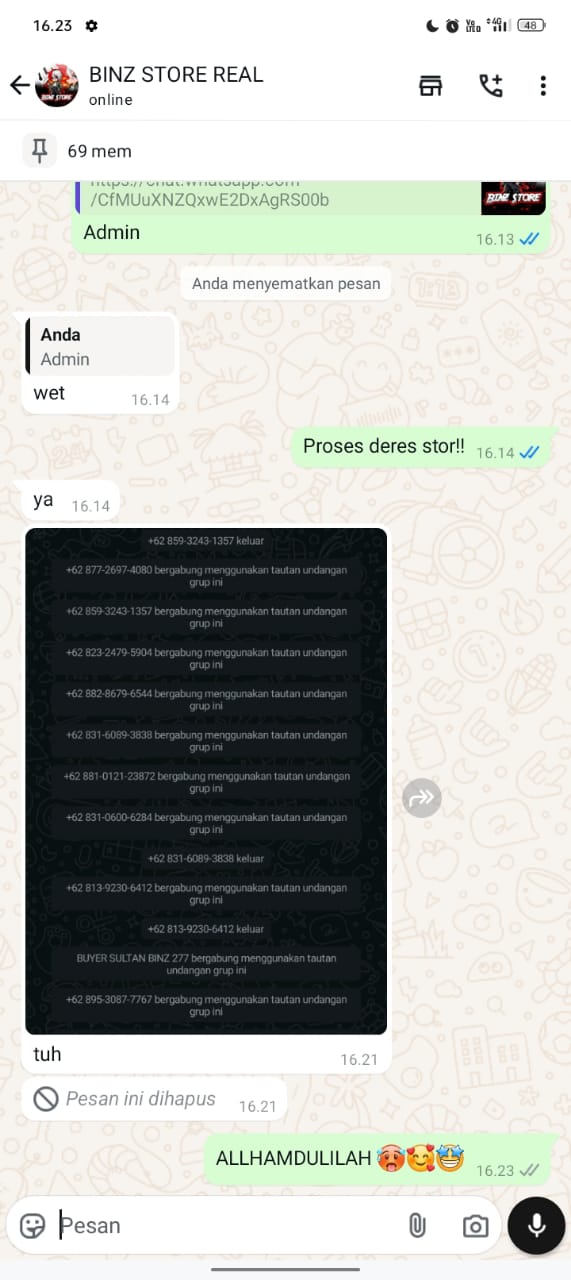 16.23
Vo
LTE
4G
48
BINZ STORE REAL
online
69 mem
https://chat.whatsapp.com
/CfMUuXNZQxwE2DxAgRS00b
BINZ STORE
Admin
16.13
Anda menyematkan pesan
Anda
Admin
wet
16.14
Proses deres stor!!
16.14
ya
16.14
+62 859-3243-1357 keluar
+62 877-2697-4080 bergabung menggunakan tautan undangan
grup ini
+62 859-3243-1357 bergabung menggunakan tautan undangan
grup ini
+62 823-2479-5904 bergabung menggunakan tautan undangan
grup ini
+62 882-8679-6544 bergabung menggunakan tautan undangan
grup ini
+62 831-6089-3838 bergabung menggunakan tautan undangan
grup ini
+62 881-0121-23872 bergabung menggunakan tautan undangan
grup ini
+62 831-0600-6284 bergabung menggunakan tautan undangan
grup ini
+62 831-6089-3838 keluar
+62 813-9230-6412 bergabung menggunakan tautan undangan
grup ini
+62 813-9230-6412 keluar
BUYER SULTAN BINZ 277 bergabung menggunakan tautan
undangan grup ini
+62 895-3087-7767 bergabung menggunakan tautan undangan
grup ini
tuh
16.21
Pesan ini dihapus
16.21
ALLHAMDULILAH 🥵🥰🤩
16.23
Pesan